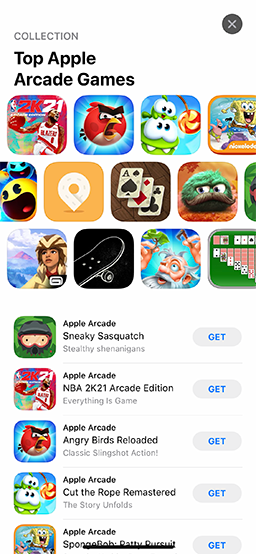 COLLECTION
Top Apple
Arcade Games
2K21
nickelodeon
Apple Arcade
Sneaky Sasquatch
Stealthy shenanigans
GET
Apple Arcade
NBA 2K21 Arcade Edition
Everything Is Game
GET
Apple Arcade
Angry Birds Reloaded
Classic Slingshot Action!
GET
Apple Arcade
Cut the Rope Remastered
The Story Unfolds
GET
Apple Arcade
SpongeBob: Patty Pursuit
GET